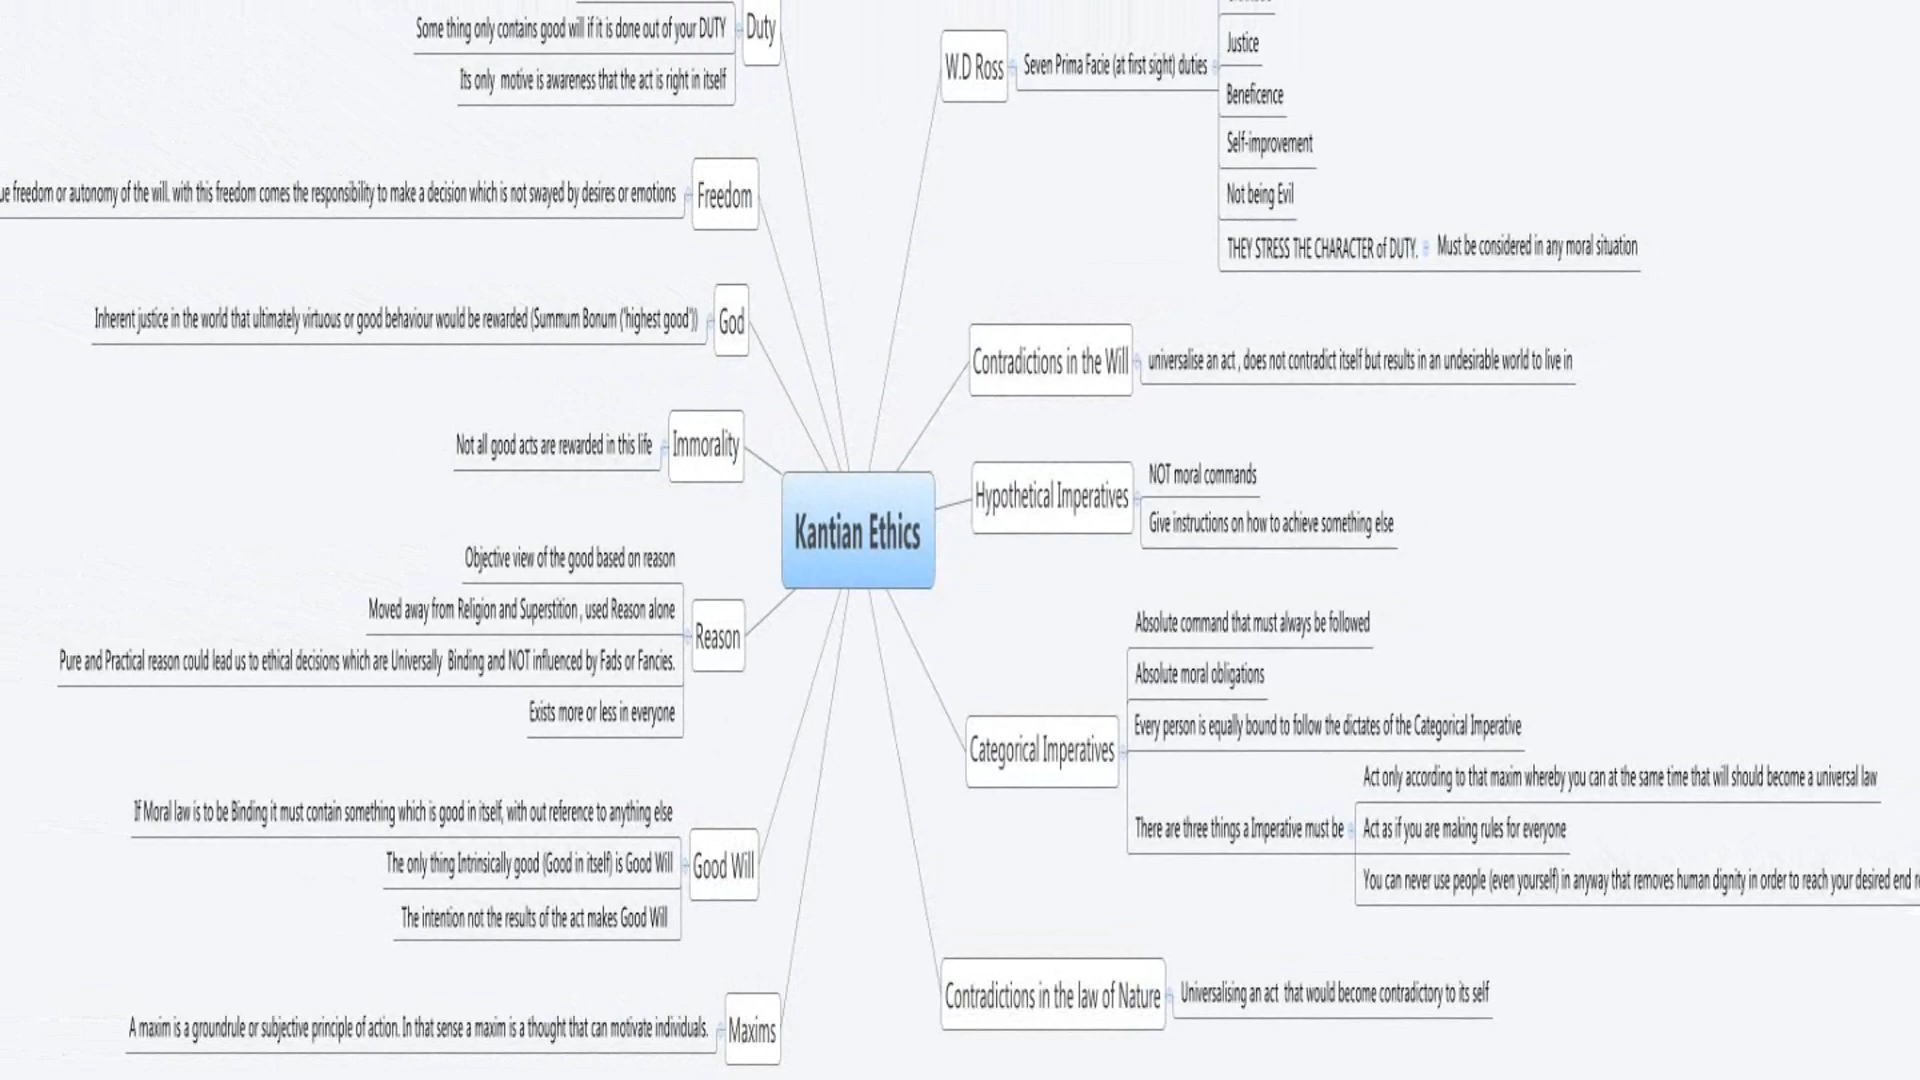 Duty
Some thing only contains good will if it is done out of your DUTY
Its only motive is awareness that the act is right in itself
Freedom
freedom or autonomy of the will. with this freedom comes the responsibility to make a decision which is not swayed by desires or emotions
God
Inherent justice in the world that ultimately virtuous or good behaviour would be rewarded (Summum Bonum ("highest good"))
Immorality
Not all good acts are rewarded in this life
Kantian Ethics
Reason
Objective view of the good based on reason
Moved away from Religion and Superstition , used Reason alone
Pure and Practical reason could lead us to ethical decisions which are Universally Binding and NOT influenced by Fads or Fancies.
Exists more or less in everyone
Good Will
If Moral law is to be Binding it must contain something which is good in itself, with out reference to anything else
The only thing Intrinsically good (Good in itself) is Good Will
The intention not the results of the act makes Good Will
Maxims
A maxim is a groundrule or subjective principle of action. In that sense a maxim is a thought that can motivate individuals.
W.D Ross
Seven Prima Facie (at first sight) duties
Justice
Beneficence
Self-improvement
Not being Evil
THEY STRESS THE CHARACTER of DUTY.
Must be considered in any moral situation
Contradictions in the Will
universalise an act , does not contradict itself but results in an undesirable world to live in
Hypothetical Imperatives
NOT moral commands
Give instructions on how to achieve something else
Categorical Imperatives
Absolute command that must always be followed
Absolute moral obligations
Every person is equally bound to follow the dictates of the Categorical Imperative
There are three things a Imperative must be
Act only according to that maxim whereby you can at the same time that will should become a universal law
Act as if you are making rules for everyone
You can never use people (even yourself) in anyway that removes human dignity in order to reach your desired end
Contradictions in the law of Nature
Universalising an act that would become contradictory to its self